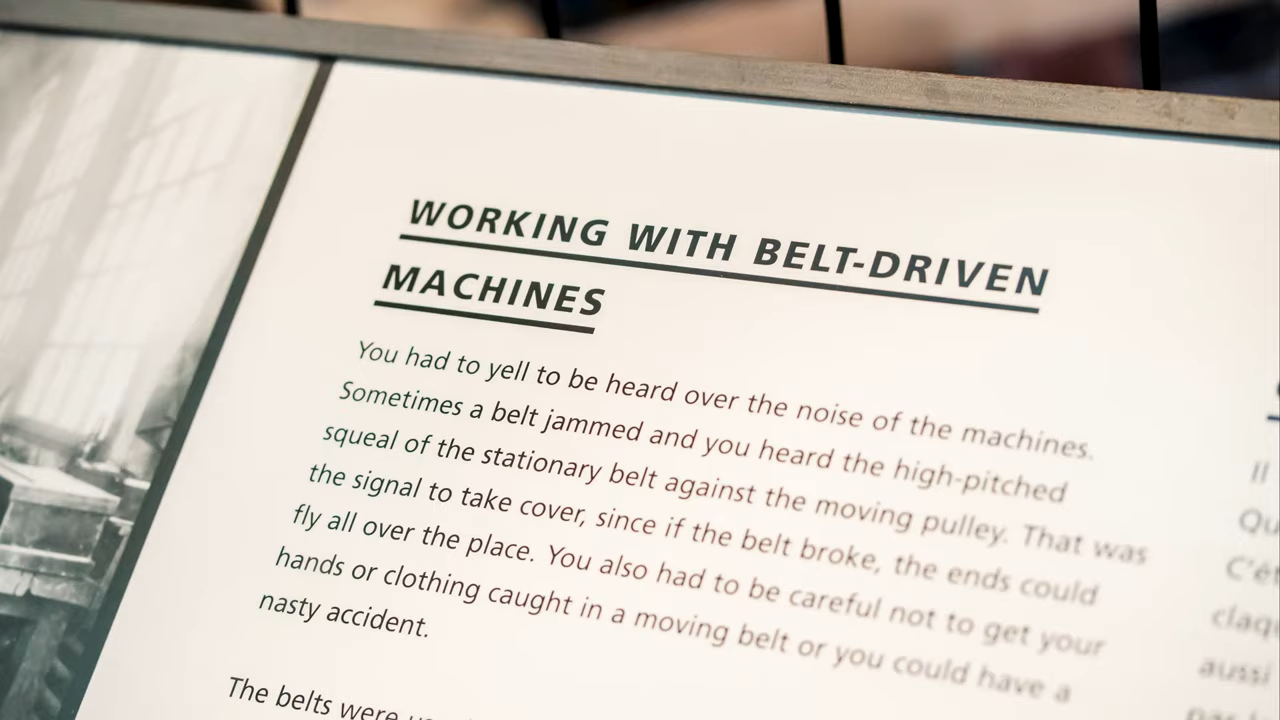 WORKING WITH BELT-DRIVEN
MACHINES
You had to yell to be heard over the noise of the machines.
Sometimes a belt jammed and you heard the high-pitched
squeal of the stationary belt against the moving pulley. That was
the signal to take cover, since if the belt broke, the ends could
fly all over the place. You also had to be careful not to get your
hands or clothing caught in a moving belt or you could have a
nasty accident.
The belts were
Il
aussi